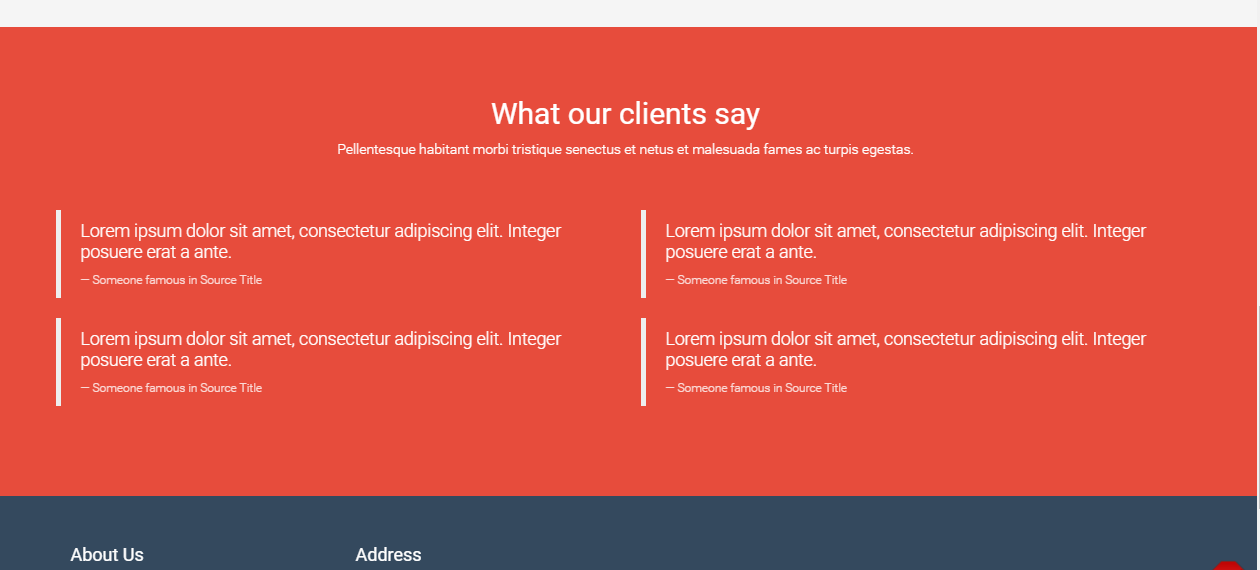 What our clients say
Pellentesque habitant morbi tristique senectus et netus et malesuada fames ac turpis egestas.
Lorem ipsum dolor sit amet, consectetur adipiscing elit. Integer
posuere erat a ante.
— Someone famous in Source Title
Lorem ipsum dolor sit amet, consectetur adipiscing elit. Integer
posuere erat a ante.
— Someone famous in Source Title
Lorem ipsum dolor sit amet, consectetur adipiscing elit. Integer
posuere erat a ante.
— Someone famous in Source Title
Lorem ipsum dolor sit amet, consectetur adipiscing elit. Integer
posuere erat a ante.
— Someone famous in Source Title
About Us
Address